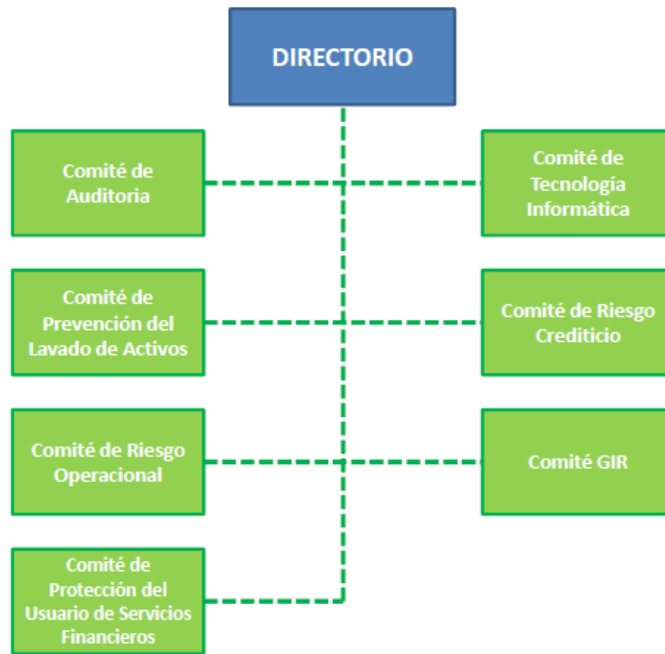 DIRECTORIO
Comité de
Auditoria
Comité de
Tecnología
Informática
Comité de
Prevención del
Lavado de Activos
Comité de Riesgo
Crediticio
Comité de Riesgo
Operacional
Comité GIR
Comité de
Protección del
Usuario de Servicios
Financieros